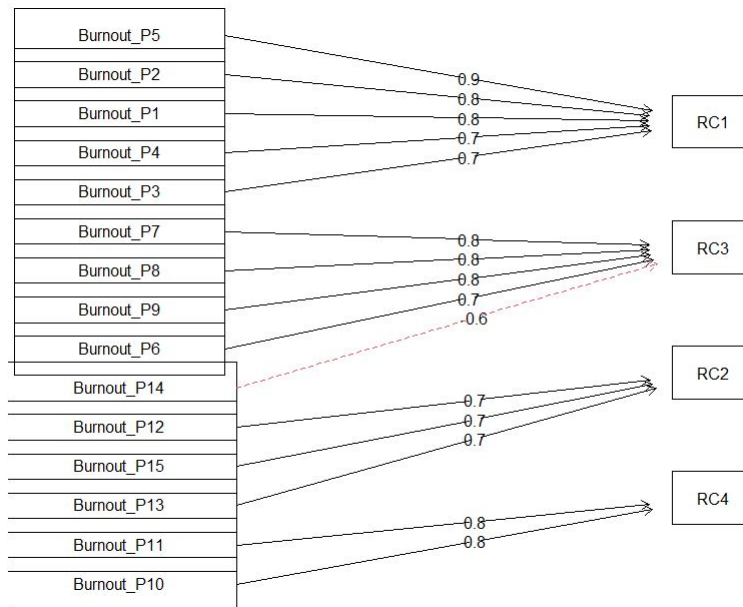 Burnout_P5
Burnout_P2
Burnout_P1
Burnout_P4
Burnout_P3
Burnout_P7
Burnout_P8
Burnout_P9
Burnout_P6
Burnout_P14
Burnout_P12
Burnout_P15
Burnout_P13
Burnout_P11
Burnout_P10
0.9
0.8
0.8
0.7
0.7
0.8
0.8
0.8
0.7
-0.6
0.7
0.7
0.7
0.8
0.8
RC1
RC3
RC2
RC4